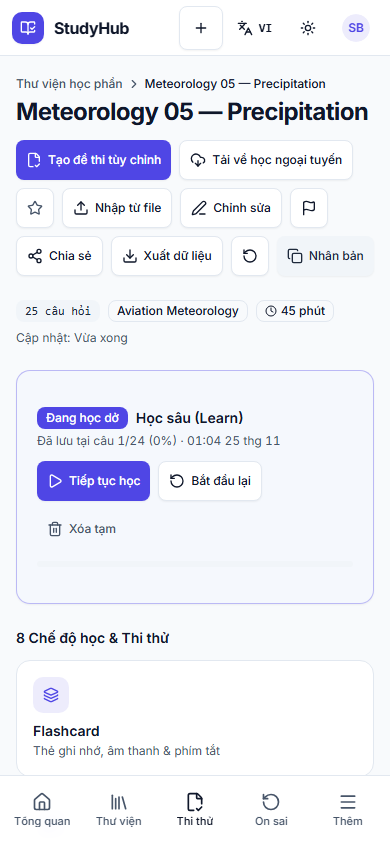 StudyHub
VI
SB
Thư viện học phần
Meteorology 05 — Precipitation
Meteorology 05 — Precipitation
Tạo đề thi tùy chỉnh
Tải về học ngoại tuyến
Nhập từ file
Chỉnh sửa
Chia sẻ
Xuất dữ liệu
Nhân bản
25 câu hỏi
Aviation Meteorology
45 phút
Cập nhật: Vừa xong
Đang học dở
Học sâu (Learn)
Đã lưu tại câu 1/24 (0%) · 01:04 25 thg 11
Tiếp tục học
Bắt đầu lại
Xóa tạm
8 Chế độ học & Thi thử
Flashcard
Thẻ ghi nhớ, âm thanh & phím tắt
Tổng quan
Thư viện
Thi thử
Ôn sai
Thêm